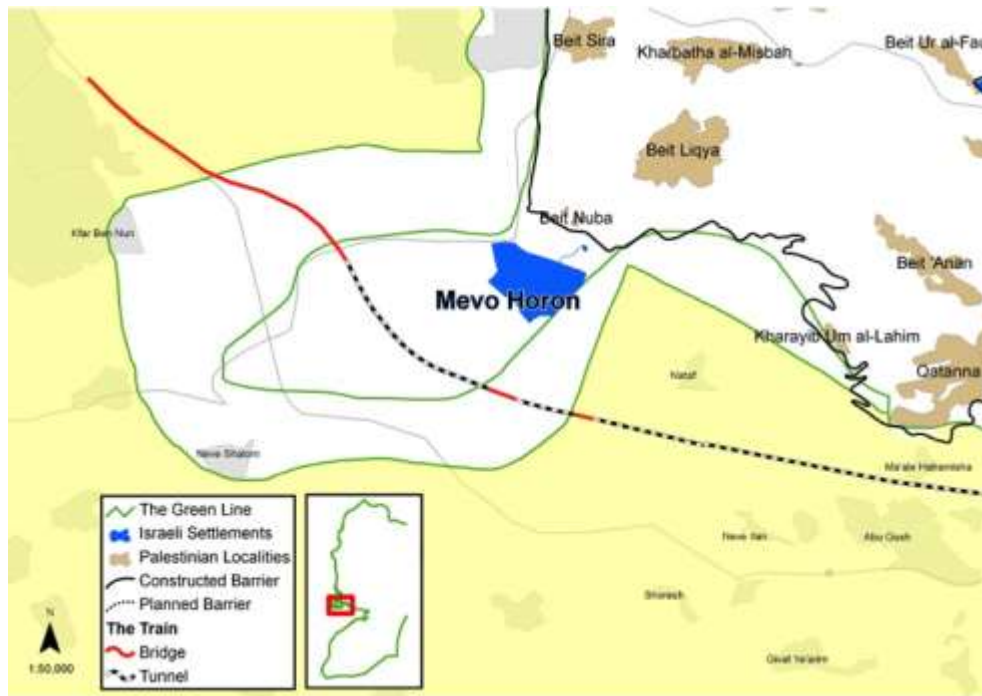 Beit Sira
Kharbatha al-Misbah
Beit Ur al-Fau
Beit Liqya
Kfar Ben Nun
Beit Nuba
Beit 'Anan
Mevo Horon
Kharayib Um al-Lahim
Nataf
Qatanna
Neve Shalom
Ma'ale Hahamisha
The Green Line
Israeli Settlements
Palestinian Localities
Constructed Barrier
Planned Barrier
The Train
Bridge
Tunnel
N
1:50,000
Neve Ilan
Abu Gosh
Shoresh
Givat Ye'arim